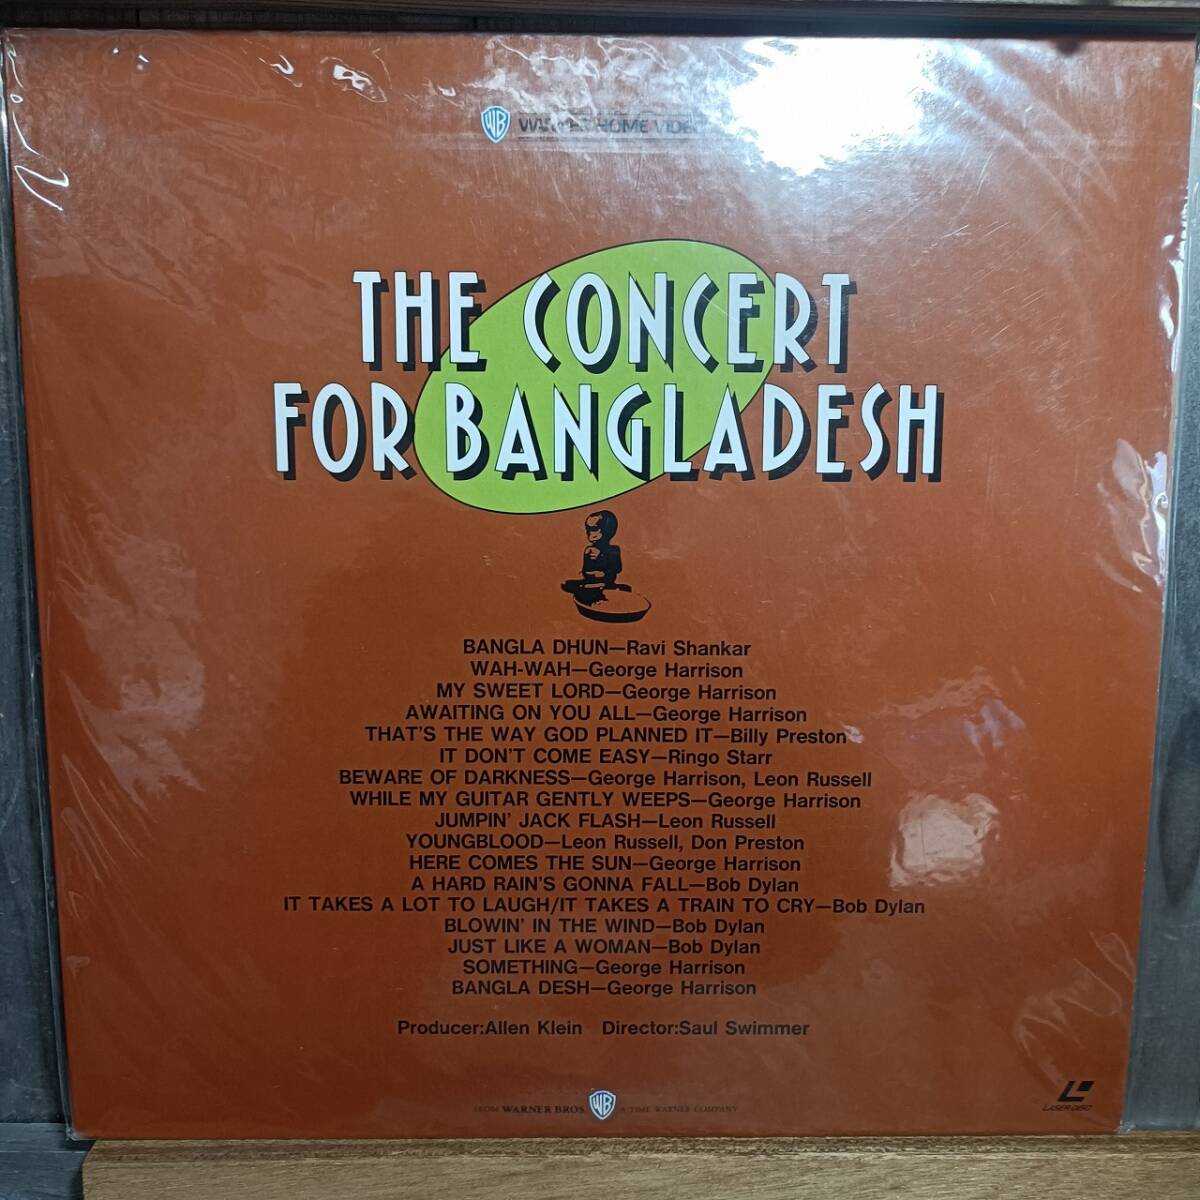 WB WARNER HOME VIDEO
THE CONCERT
FOR BANGLADESH
BANGLA DHUN—Ravi Shankar
WAH-WAH—George Harrison
MY SWEET LORD—George Harrison
AWAITING ON YOU ALL—George Harrison
THAT'S THE WAY GOD PLANNED IT—Billy Preston
IT DON'T COME EASY—Ringo Starr
BEWARE OF DARKNESS—George Harrison, Leon Russell
WHILE MY GUITAR GENTLY WEEPS—George Harrison
JUMPIN' JACK FLASH—Leon Russell
YOUNGBLOOD—Leon Russell, Don Preston
HERE COMES THE SUN—George Harrison
A HARD RAIN'S GONNA FALL—Bob Dylan
IT TAKES A LOT TO LAUGH/IT TAKES A TRAIN TO CRY—Bob Dylan
BLOWIN' IN THE WIND—Bob Dylan
JUST LIKE A WOMAN—Bob Dylan
SOMETHING—George Harrison
BANGLA DESH—George Harrison
Producer:Allen Klein Director:Saul Swimmer
FROM WARNER BROS. WB A TIME WARNER COMPANY
LASER DISC